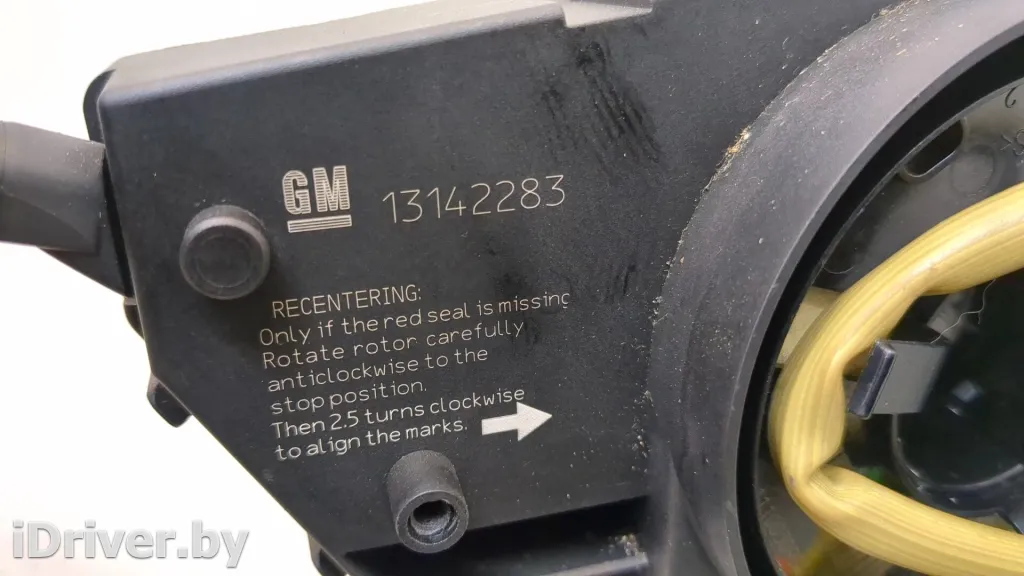 GM 13142283
RECENTERING:
Only if the red seal is missing
Rotate rotor carefully
anticlockwise to the
stop position.
Then 2.5 turns clockwise
to align the marks.
iDriver.by